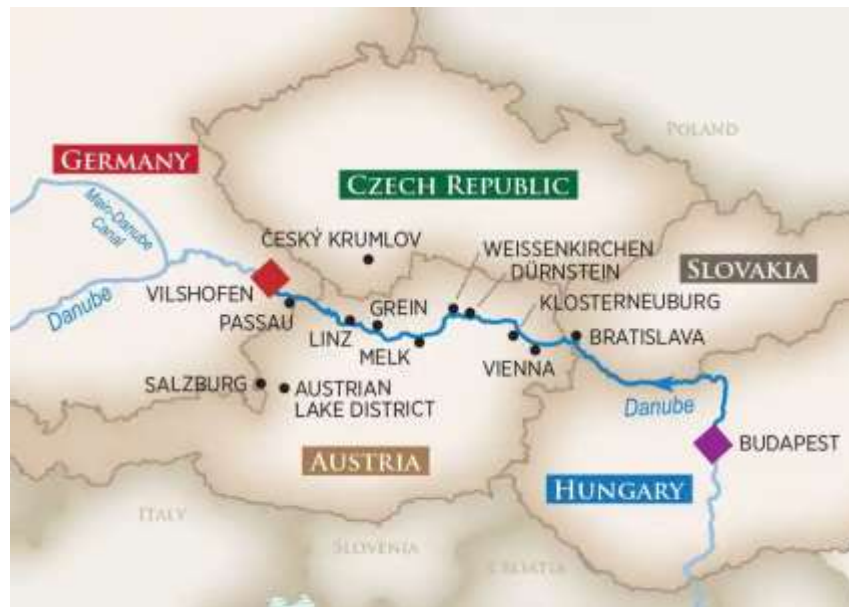 POLAND
GERMANY
CZECH REPUBLIC
Main-Danube
Canal
ČESKÝ KRUMLOV
WEISSENKIRCHEN
DÜRNSTEIN
SLOVAKIA
VILSHOFEN
Danube
PASSAU
GREIN
KLOSTERNEUBURG
LINZ
MELK
VIENNA
BRATISLAVA
SALZBURG
AUSTRIAN
LAKE DISTRICT
Danube
BUDAPEST
AUSTRIA
HUNGARY
ITALY
SLOVENIA
CROATIA